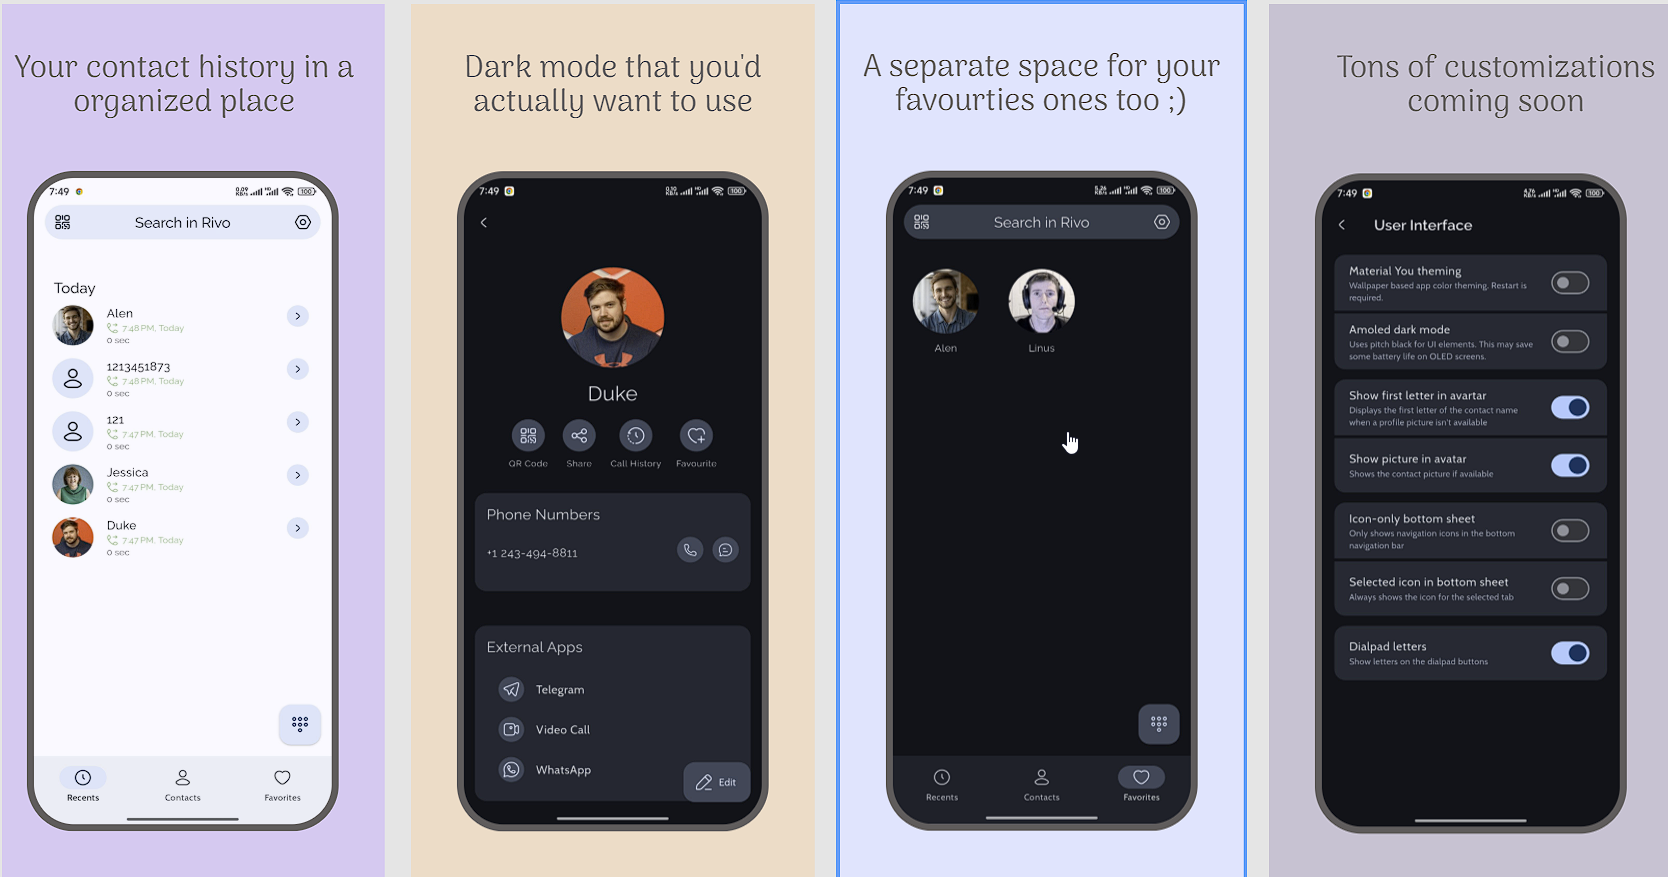 Your contact history in a
organized place
7:49
100
Search in Rivo
Today
Alen
7:48 PM, Today
0 sec
1213451873
7:48 PM, Today
0 sec
121
7:47 PM, Today
0 sec
Jessica
7:47 PM, Today
0 sec
Duke
7:47 PM, Today
0 sec
Recents
Contacts
Favorites
Dark mode that you'd
actually want to use
7:49
100
Duke
QR Code
Share
Call History
Favourite
Phone Numbers
+1 243-494-8811
External Apps
Telegram
Video Call
WhatsApp
Edit
A separate space for your
favourties ones too ;)
7:49
100
Search in Rivo
Alen
Linus
Recents
Contacts
Favorites
Tons of customizations
coming soon
7:49
100
User Interface
Material You theming
Wallpaper based app color theming. Restart is
required.
Amoled dark mode
Uses pitch black for UI elements. This may save
some battery life on OLED screens.
Show first letter in avartar
Displays the first letter of the contact name
when a profile picture isn't available
Show picture in avatar
Shows the contact picture if available
Icon-only bottom sheet
Only shows navigation icons in the bottom
navigation bar
Selected icon in bottom sheet
Always shows the icon for the selected tab
Dialpad letters
Show letters on the dialpad buttons